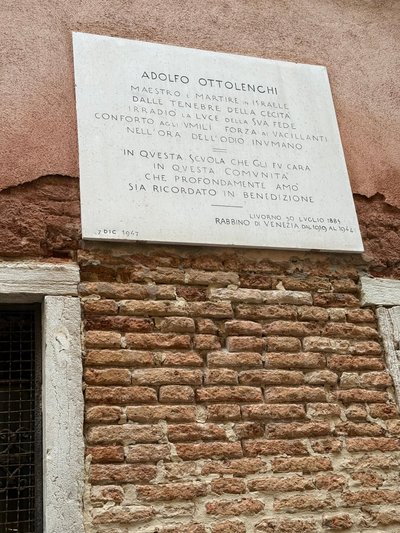 ADOLFO OTTOLENCHI
MAESTRO E MARTIRE IN ISRAELE
DALLE TENEBRE DELLA CECITÀ
IRRADIÒ LA LUCE DELLA SUA FEDE
CONFORTO AGLI UMILI FORZA AI VACILLANTI
NELL'ORA DELL'ODIO INUMANO
IN QUESTA SCUOLA CHE GLI FU CARA
IN QUESTA COMUNITÀ
CHE PROFONDAMENTE AMÒ
SIA RICORDATO IN BENEDIZIONE
LIVORNO 30 LUGLIO 1885
RABBINO DI VENEZIA DAL 1919 AL 1944
7 DIC 1947